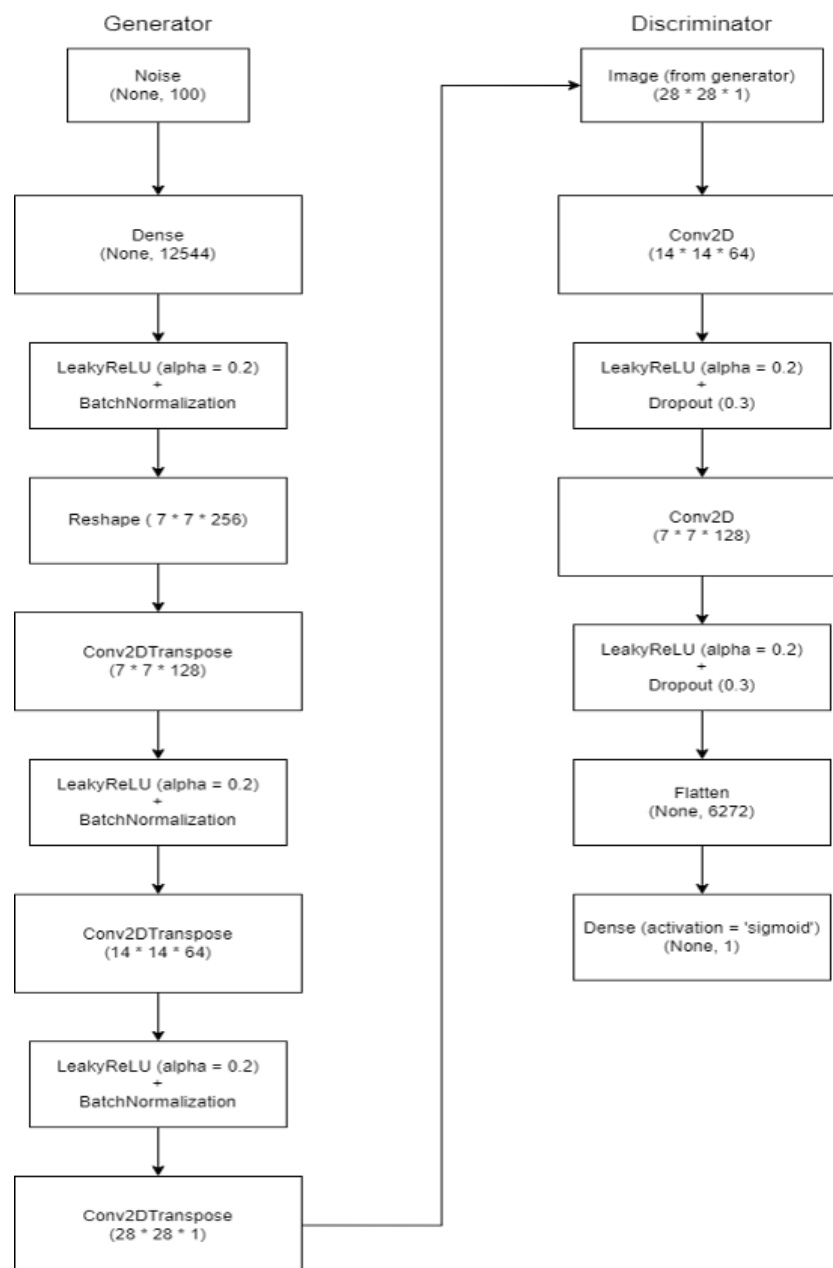 Generator
Noise
(None, 100)
Dense
(None, 12544)
LeakyReLU (alpha = 0.2)
+
BatchNormalization
Reshape ( 7 * 7 * 256)
Conv2DTranspose
(7 * 7 * 128)
LeakyReLU (alpha = 0.2)
+
BatchNormalization
Conv2DTranspose
(14 * 14 * 64)
LeakyReLU (alpha = 0.2)
+
BatchNormalization
Conv2DTranspose
(28 * 28 * 1)
Discriminator
Image (from generator)
(28 * 28 * 1)
Conv2D
(14 * 14 * 64)
LeakyReLU (alpha = 0.2)
+
Dropout (0.3)
Conv2D
(7 * 7 * 128)
LeakyReLU (alpha = 0.2)
+
Dropout (0.3)
Flatten
(None, 6272)
Dense (activation = 'sigmoid')
(None, 1)